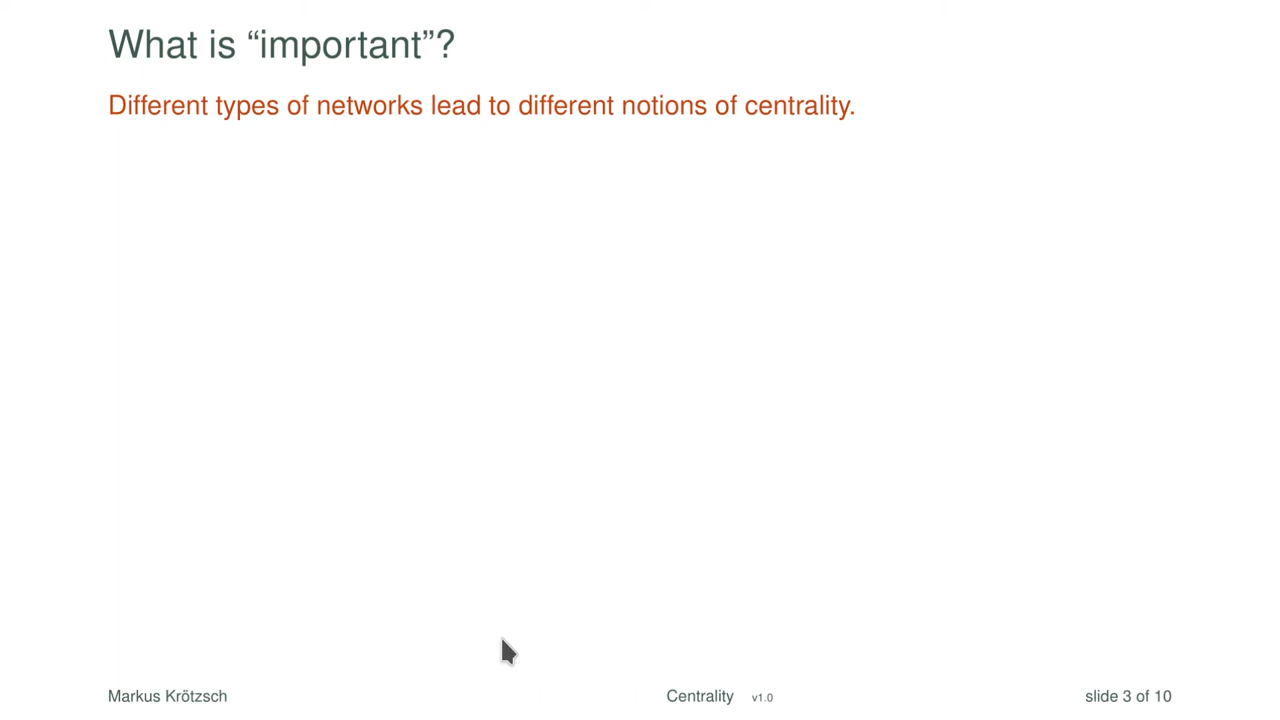 What is “important”?
Different types of networks lead to different notions of centrality.
Markus Krötzsch Centrality v1.0 slide 3 of 10